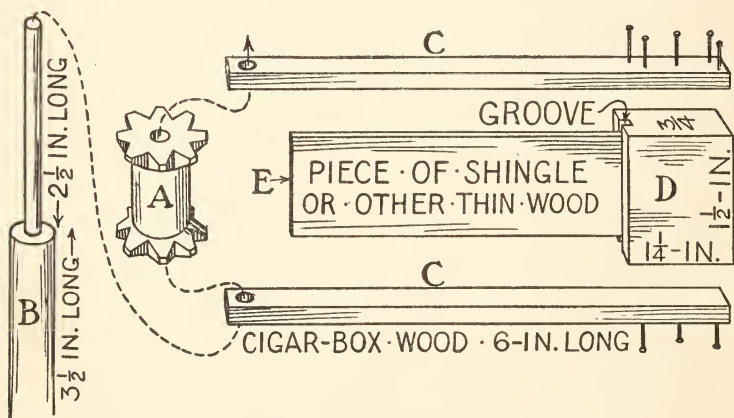 C
GROOVE
3/4
2 1/2 IN. LONG
A
E
PIECE · OF · SHINGLE
OR · OTHER · THIN · WOOD
D
1 1/2 - IN.
1 1/4 - IN.
B
3 1/2 IN. LONG
C
CIGAR-BOX · WOOD · 6-IN. LONG